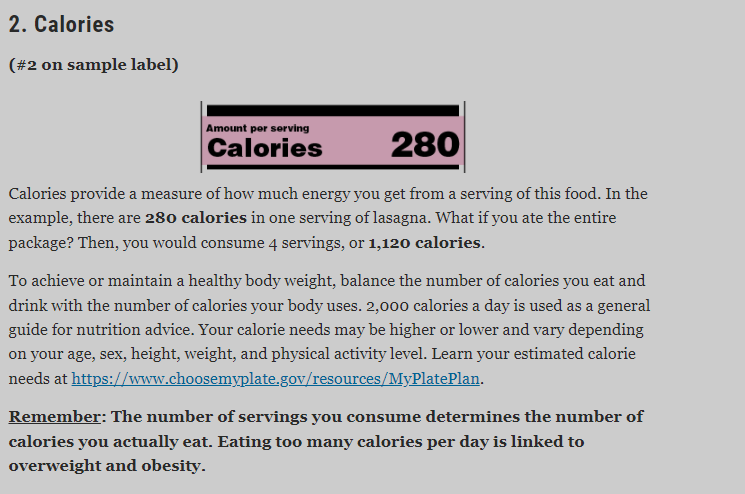 2. Calories
(#2 on sample label)
Amount per serving
Calories 280
Calories provide a measure of how much energy you get from a serving of this food. In the
example, there are 280 calories in one serving of lasagna. What if you ate the entire
package? Then, you would consume 4 servings, or 1,120 calories.
To achieve or maintain a healthy body weight, balance the number of calories you eat and
drink with the number of calories your body uses. 2,000 calories a day is used as a general
guide for nutrition advice. Your calorie needs may be higher or lower and vary depending
on your age, sex, height, weight, and physical activity level. Learn your estimated calorie
needs at https://www.choosemyplate.gov/resources/MyPlatePlan.
Remember: The number of servings you consume determines the number of
calories you actually eat. Eating too many calories per day is linked to
overweight and obesity.